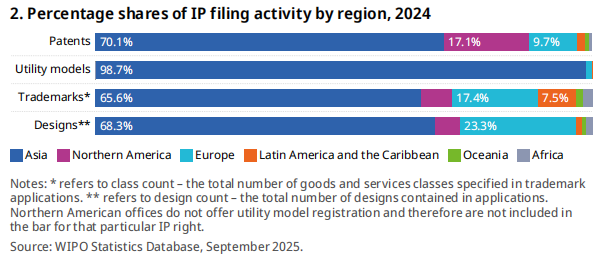 2. Percentage shares of IP filing activity by region, 2024
Patents 70.1% 17.1% 9.7%
Utility models 98.7%
Trademarks* 65.6% 17.4% 7.5%
Designs** 68.3% 23.3%
Asia Northern America Europe Latin America and the Caribbean Oceania Africa
Notes: * refers to class count – the total number of goods and services classes specified in trademark
applications. ** refers to design count – the total number of designs contained in applications.
Northern American offices do not offer utility model registration and therefore are not included in
the bar for that particular IP right.
Source: WIPO Statistics Database, September 2025.